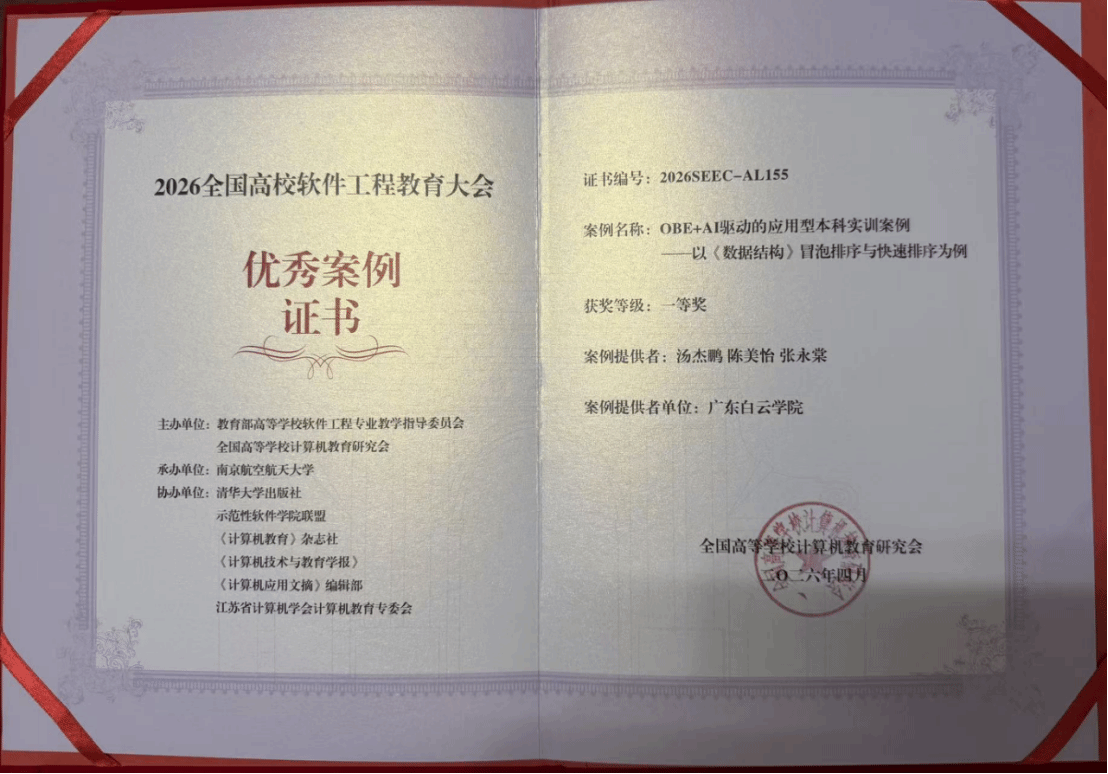 2026全国高校软件工程教育大会
优秀案例
证书
主办单位：教育部高等学校软件工程专业教学指导委员会
全国高等学校计算机教育研究会
承办单位：南京航空航天大学
协办单位：清华大学出版社
示范性软件学院联盟
《计算机教育》杂志社
《计算机技术与教育学报》
《计算机应用文摘》编辑部
江苏省计算机学会计算机教育专委会
证书编号：2026SEEC-AL155
案例名称：OBE+AI驱动的应用型本科实训案例
——以《数据结构》冒泡排序与快速排序为例
获奖等级：一等奖
案例提供者：汤杰鹏 陈美怡 张永棠
案例提供者单位：广东白云学院
全国高等学校计算机教育研究会
二〇二六年四月